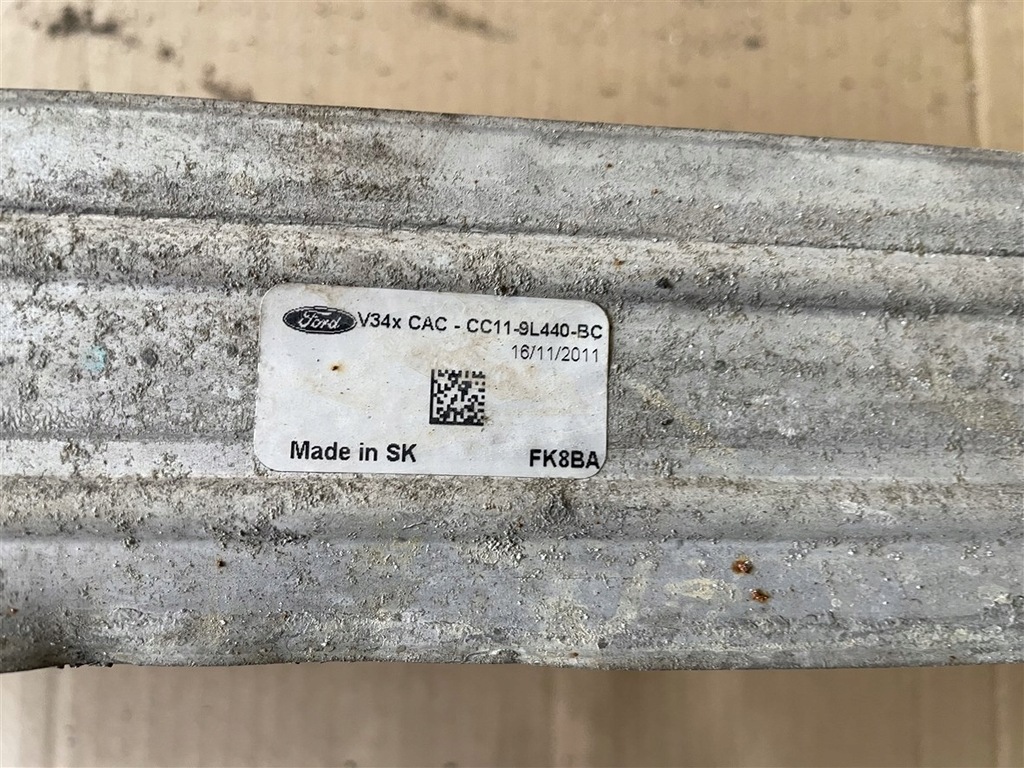 Ford V34x CAC - CC11-9L440-BC
16/11/2011
Made in SK FK8BA